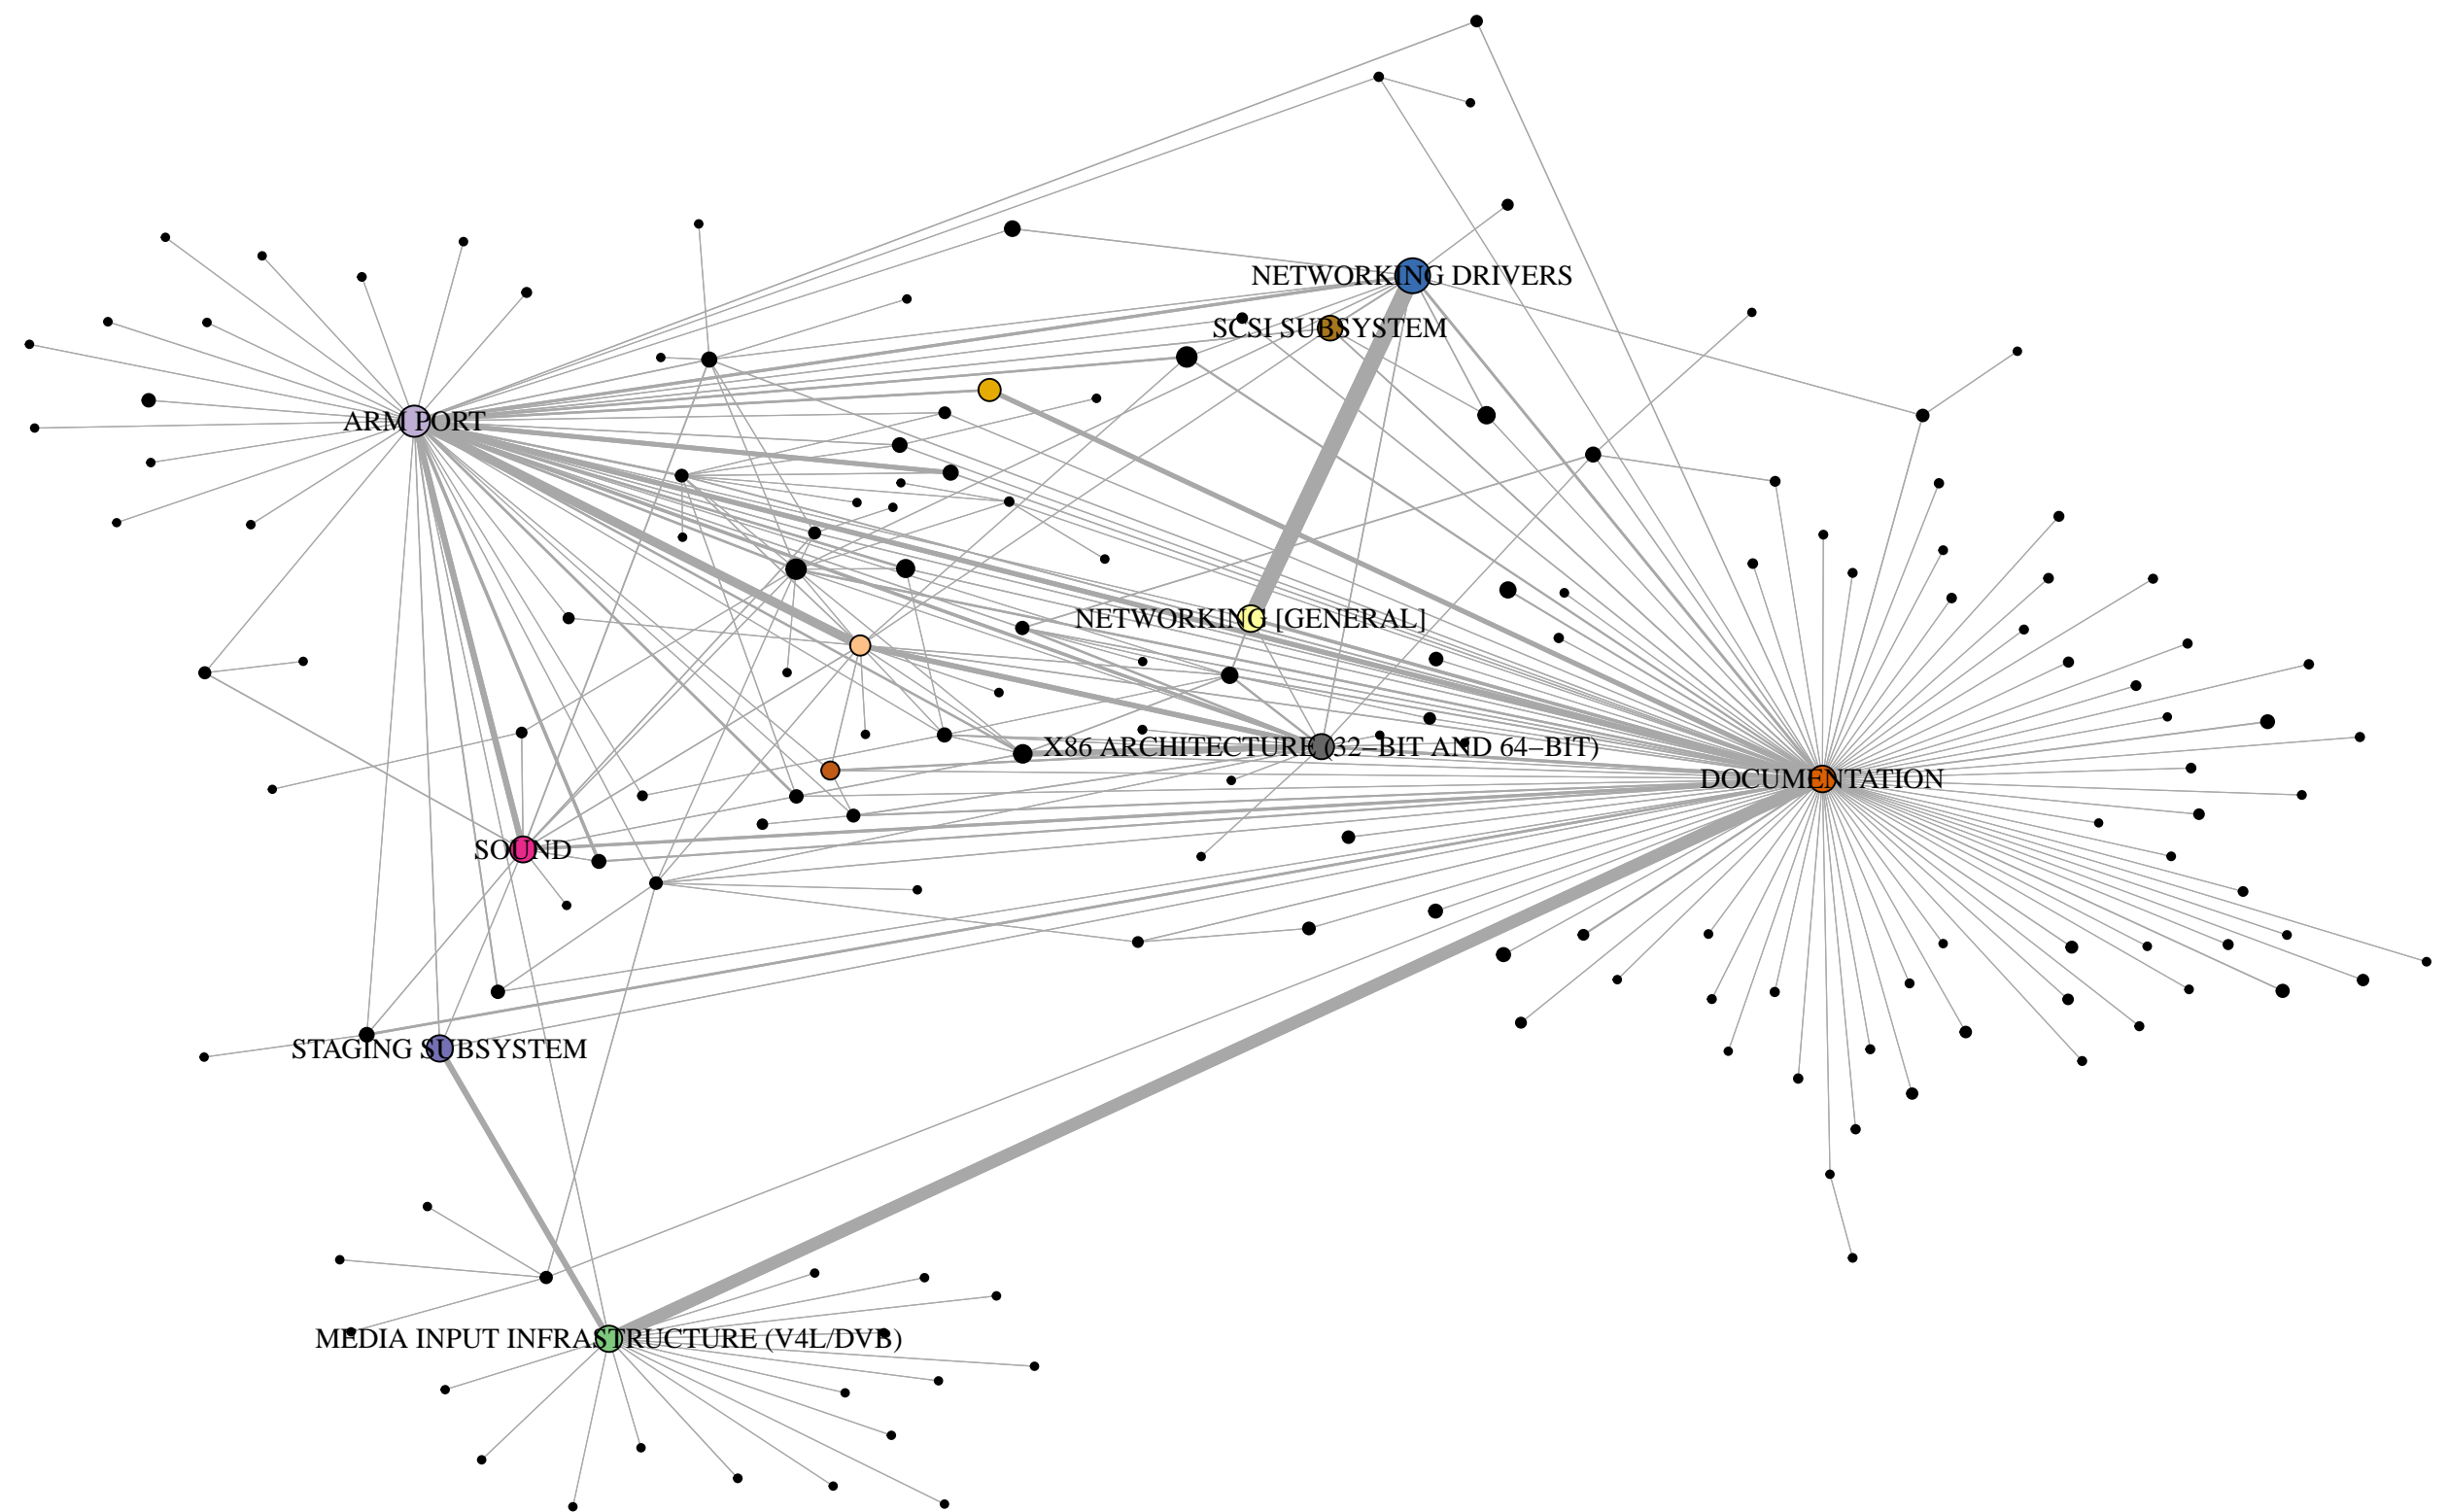 NETWORKING DRIVERS
SCSI SUBSYSTEM
ARM PORT
NETWORKING [GENERAL]
X86 ARCHITECTURE (32−BIT AND 64−BIT)
DOCUMENTATION
SOUND
STAGING SUBSYSTEM
MEDIA INPUT INFRASTRUCTURE (V4L/DVB)